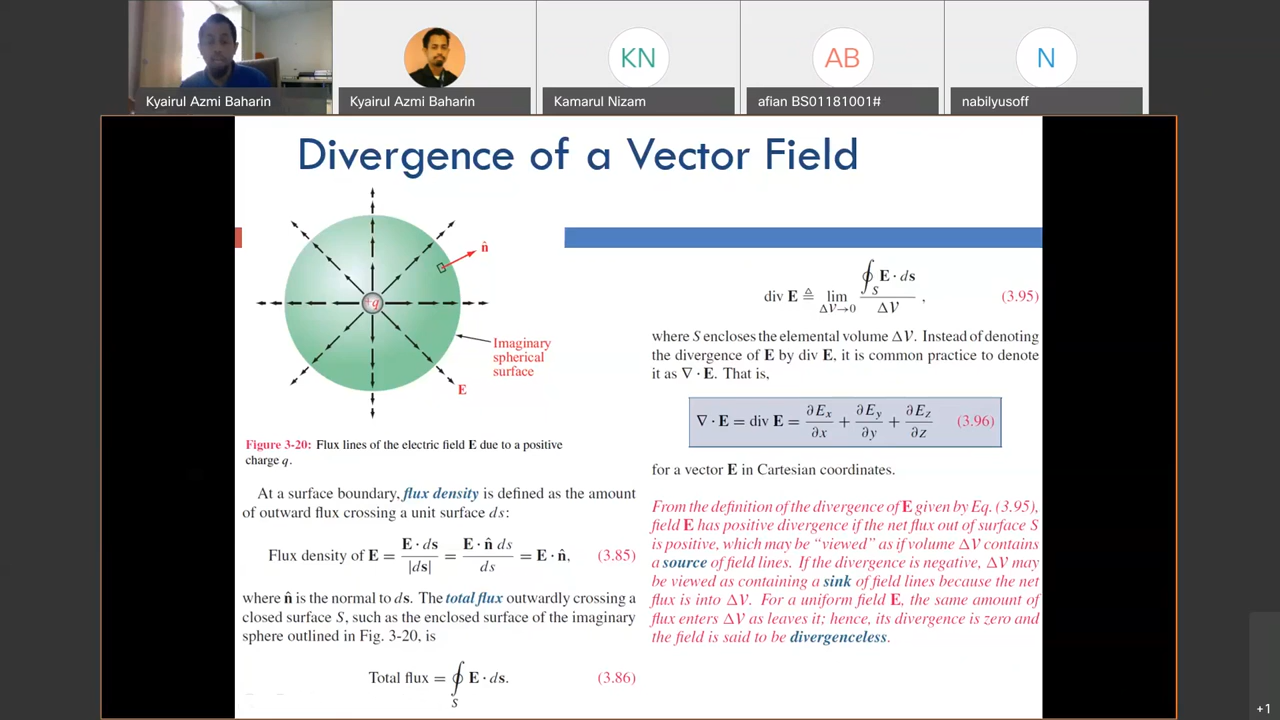 KN
AB
N
Kyairul Azmi Baharin
Kyairul Azmi Baharin
Kamarul Nizam
afian BS01181001#
nabilyusoff
Divergence of a Vector Field
n̂
+q
Imaginary
spherical
surface
E
Figure 3-20: Flux lines of the electric field E due to a positive
charge q.
At a surface boundary, flux density is defined as the amount
of outward flux crossing a unit surface ds:
Flux density of E = E · ds / |ds| = E · n̂ ds / ds = E · n̂, (3.85)
where n̂ is the normal to ds. The total flux outwardly crossing a
closed surface S, such as the enclosed surface of the imaginary
sphere outlined in Fig. 3-20, is
Total flux = ∮_S E · ds. (3.86)
div E ≜ lim_{ΔV→0} ∮_S E · ds / ΔV , (3.95)
where S encloses the elemental volume ΔV. Instead of denoting
the divergence of E by div E, it is common practice to denote
it as ∇ · E. That is,
∇ · E = div E = ∂E_x/∂x + ∂E_y/∂y + ∂E_z/∂z (3.96)
for a vector E in Cartesian coordinates.
From the definition of the divergence of E given by Eq. (3.95),
field E has positive divergence if the net flux out of surface S
is positive, which may be “viewed” as if volume ΔV contains
a source of field lines. If the divergence is negative, ΔV may
be viewed as containing a sink of field lines because the net
flux is into ΔV. For a uniform field E, the same amount of
flux enters ΔV as leaves it; hence, its divergence is zero and
the field is said to be divergenceless.
+1